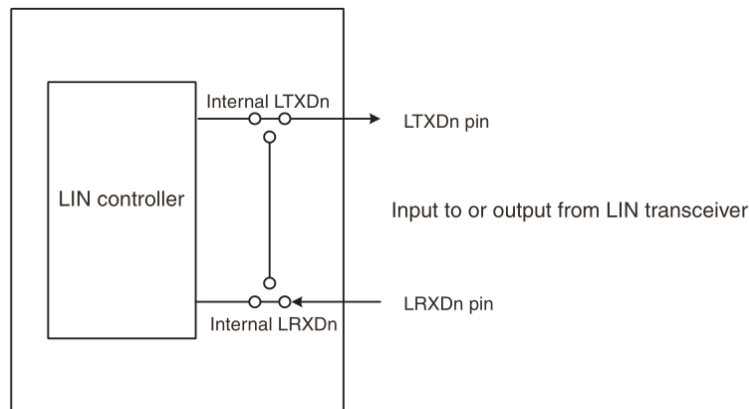 Internal LTXDn
LTXDn pin
LIN controller
Input to or output from LIN transceiver
LRXDn pin
Internal LRXDn